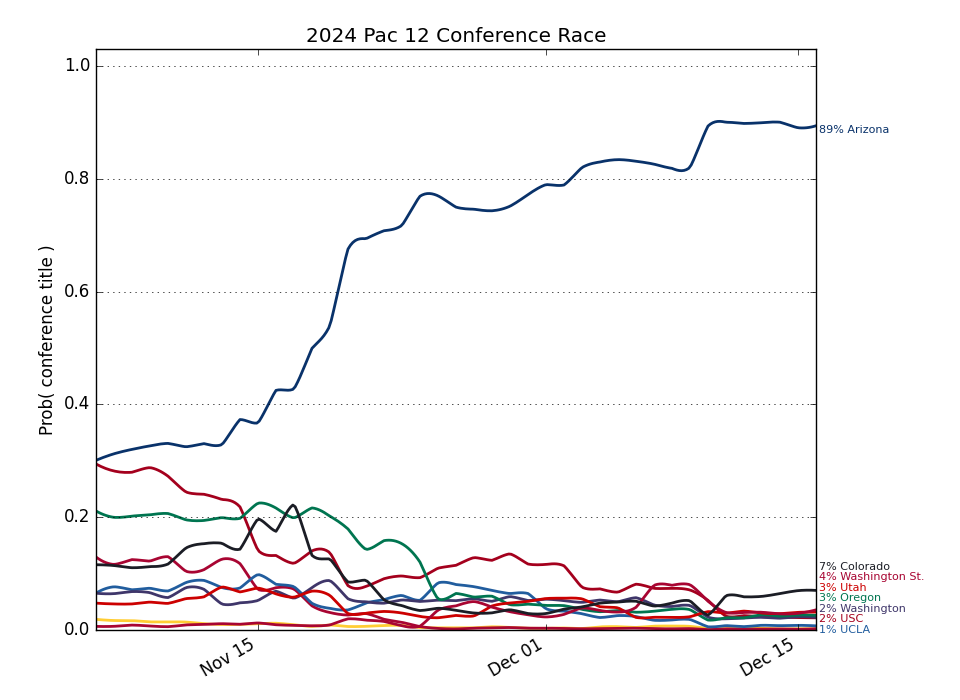 2024 Pac 12 Conference Race
1.0
0.8
0.6
0.4
0.2
0.0
Prob( conference title )
Nov 15
Dec 01
Dec 15
89% Arizona
7% Colorado
4% Washington St.
3% Utah
3% Oregon
2% Washington
2% USC
1% UCLA